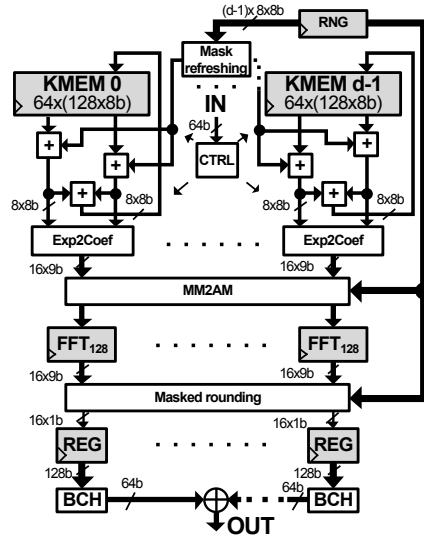 (d-1)x 8x8b
RNG
Mask
refreshing
KMEM 0
64x(128x8b)
KMEM d-1
64x(128x8b)
IN
64b
CTRL
+
+
+
+
+
+
8x8b
8x8b
8x8b
8x8b
Exp2Coef
Exp2Coef
16x9b
16x9b
MM2AM
FFT128
FFT128
16x9b
16x9b
Masked rounding
16x1b
16x1b
REG
REG
128b
128b
BCH
64b
64b
BCH
OUT